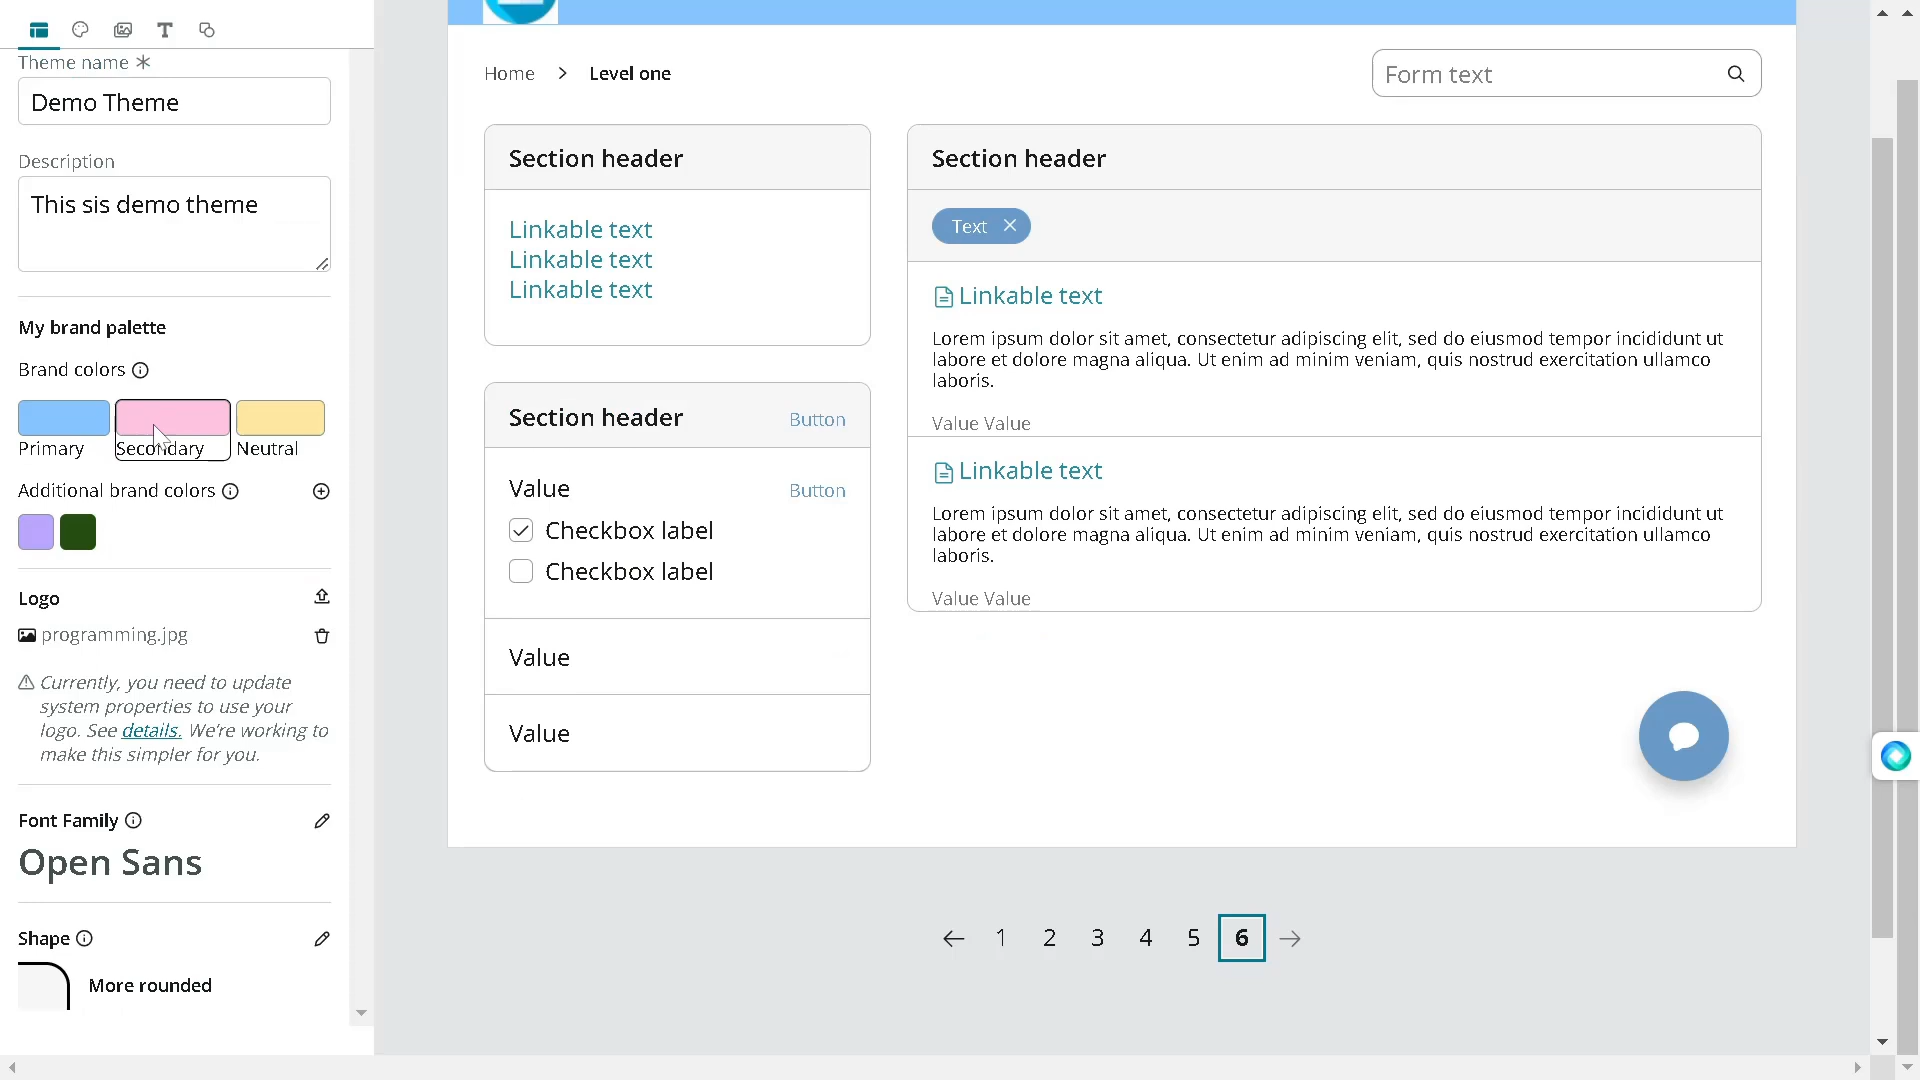 Theme name *
Demo Theme
Description
This sis demo theme
My brand palette
Brand colors
Primary
Secondary
Neutral
Additional brand colors
Logo
programming.jpg
Currently, you need to update
system properties to use your
logo. See details. We're working to
make this simpler for you.
Font Family
Open Sans
Shape
More rounded
Home > Level one
Form text
Section header
Linkable text
Linkable text
Linkable text
Section header
Button
Value
Button
Checkbox label
Checkbox label
Value
Value
Section header
Text
Linkable text
Lorem ipsum dolor sit amet, consectetur adipiscing elit, sed do eiusmod tempor incididunt ut
labore et dolore magna aliqua. Ut enim ad minim veniam, quis nostrud exercitation ullamco
laboris.
Value Value
Linkable text
Lorem ipsum dolor sit amet, consectetur adipiscing elit, sed do eiusmod tempor incididunt ut
labore et dolore magna aliqua. Ut enim ad minim veniam, quis nostrud exercitation ullamco
laboris.
Value Value
1 2 3 4 5 6